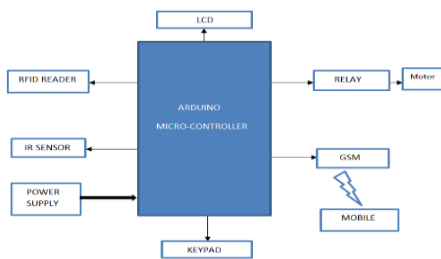 LCD
RFID READER
ARDUINO
MICRO-CONTROLLER
RELAY
Motor
IR SENSOR
GSM
POWER
SUPPLY
MOBILE
KEYPAD